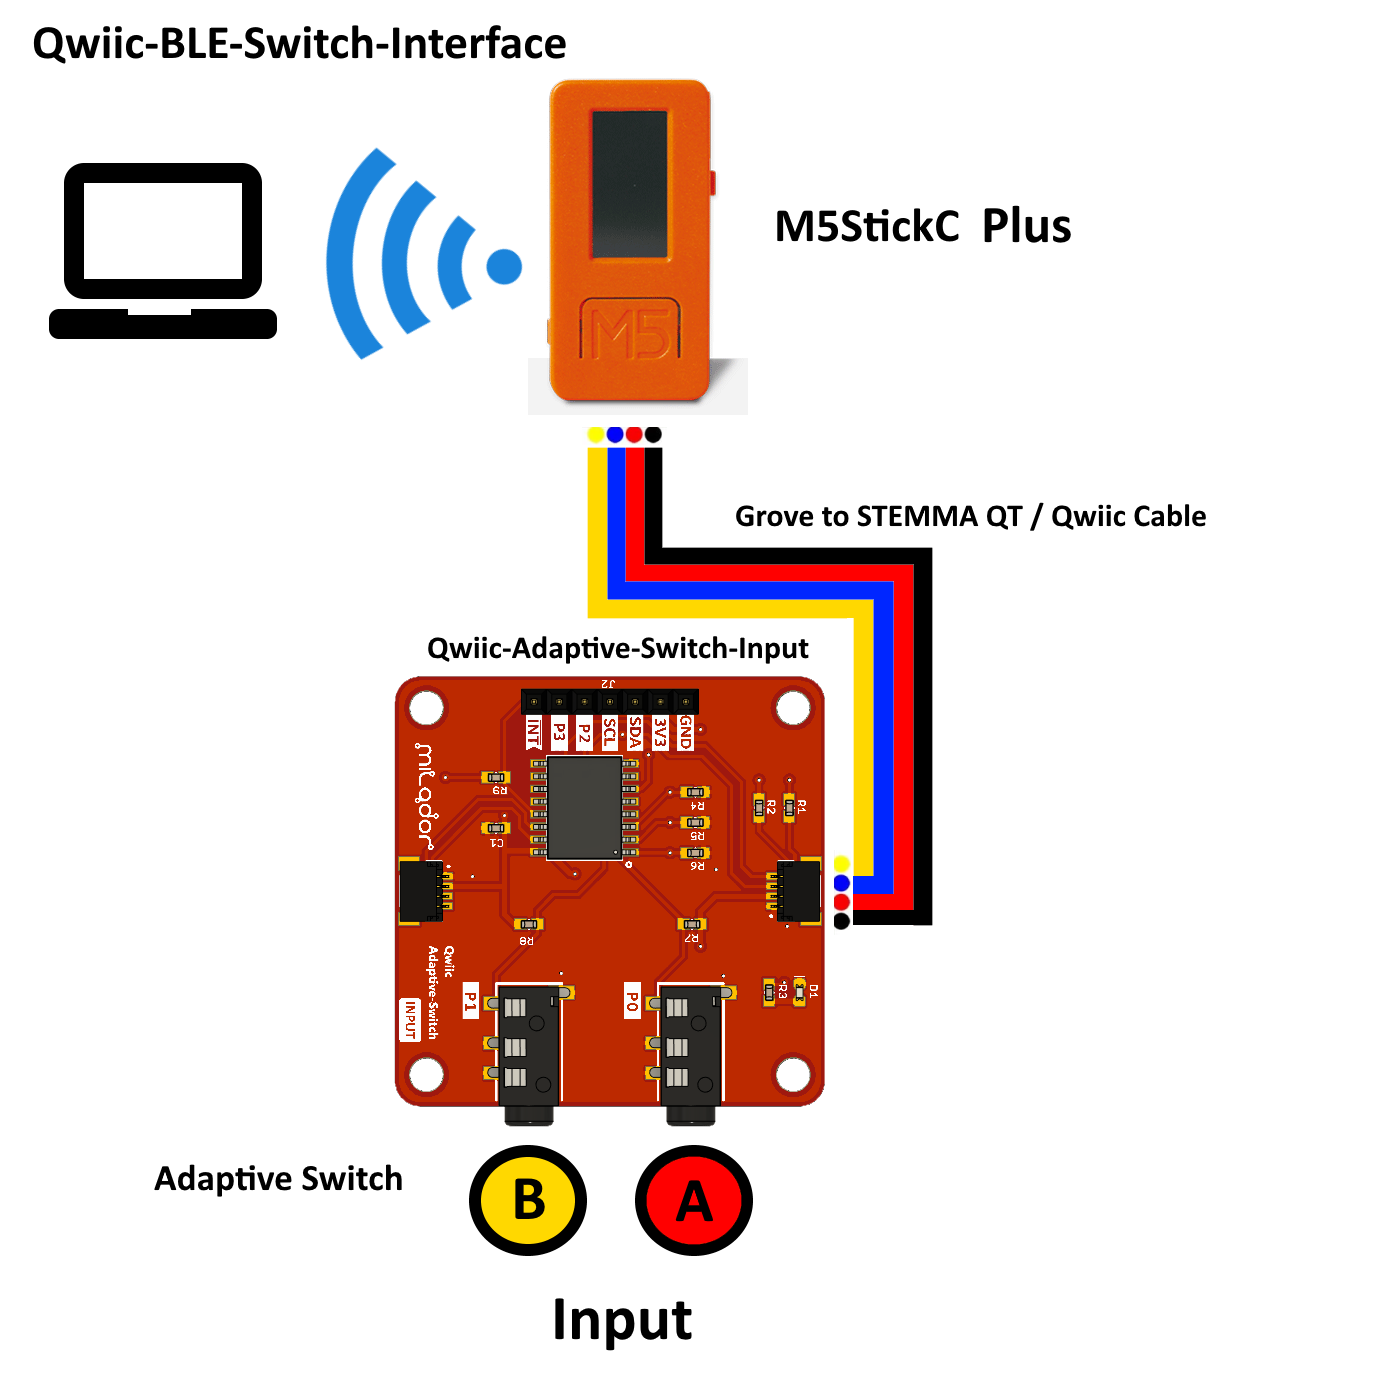 Qwiic-BLE-Switch-Interface
M5
M5StickC Plus
Grove to STEMMA QT / Qwiic Cable
Qwiic-Adaptive-Switch-Input
J2
INT
P3
P2
SCL
SDA
3V3
GND
milador
R9
C1
R4
R5
R6
R2
R1
R8
R7
Qwiic
Adaptive-Switch
INPUT
P1
P0
R3
D1
Adaptive Switch
B
A
Input